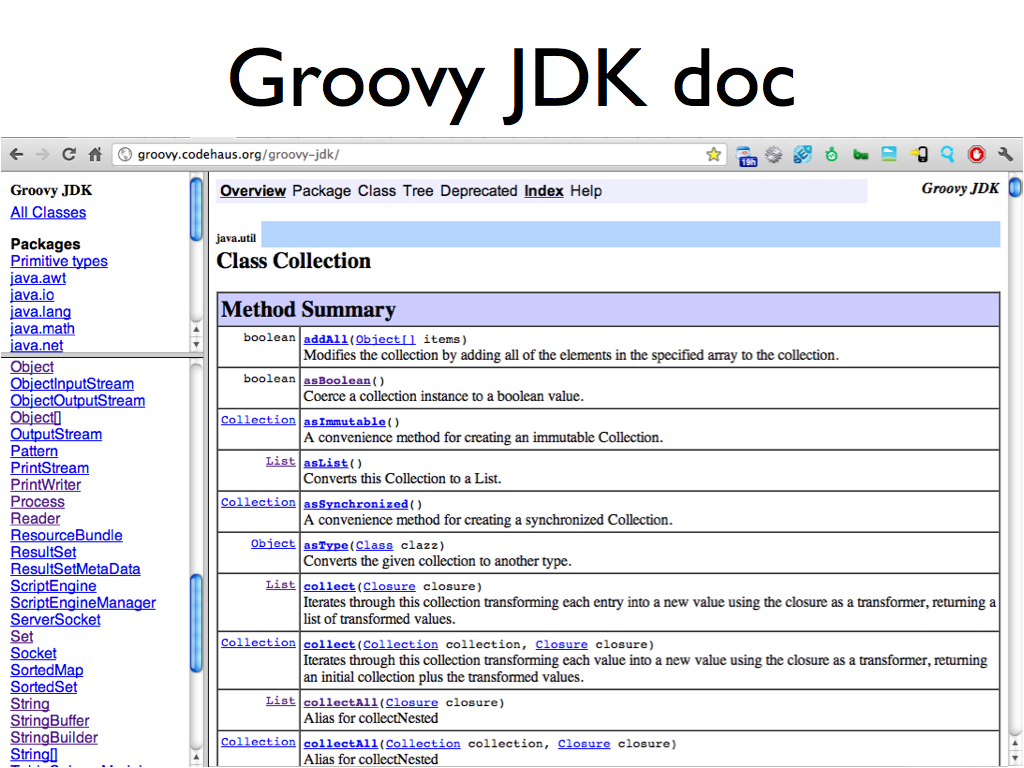 Groovy JDK doc
groovy.codehaus.org/groovy-jdk/
19h
Groovy JDK
All Classes
Packages
Primitive types
java.awt
java.io
java.lang
java.math
java.net
Object
ObjectInputStream
ObjectOutputStream
Object[]
OutputStream
Pattern
PrintStream
PrintWriter
Process
Reader
ResourceBundle
ResultSet
ResultSetMetaData
ScriptEngine
ScriptEngineManager
ServerSocket
Set
Socket
SortedMap
SortedSet
String
StringBuffer
StringBuilder
String[]
Overview Package Class Tree Deprecated Index Help
Groovy JDK
java.util
Class Collection
Method Summary
boolean addAll(Object[] items)
Modifies the collection by adding all of the elements in the specified array to the collection.
boolean asBoolean()
Coerce a collection instance to a boolean value.
Collection asImmutable()
A convenience method for creating an immutable Collection.
List asList()
Converts this Collection to a List.
Collection asSynchronized()
A convenience method for creating a synchronized Collection.
Object asType(Class clazz)
Converts the given collection to another type.
List collect(Closure closure)
Iterates through this collection transforming each entry into a new value using the closure as a transformer, returning a
list of transformed values.
Collection collect(Collection collection, Closure closure)
Iterates through this collection transforming each value into a new value using the closure as a transformer, returning
an initial collection plus the transformed values.
List collectAll(Closure closure)
Alias for collectNested
Collection collectAll(Collection collection, Closure closure)
Alias for collectNested